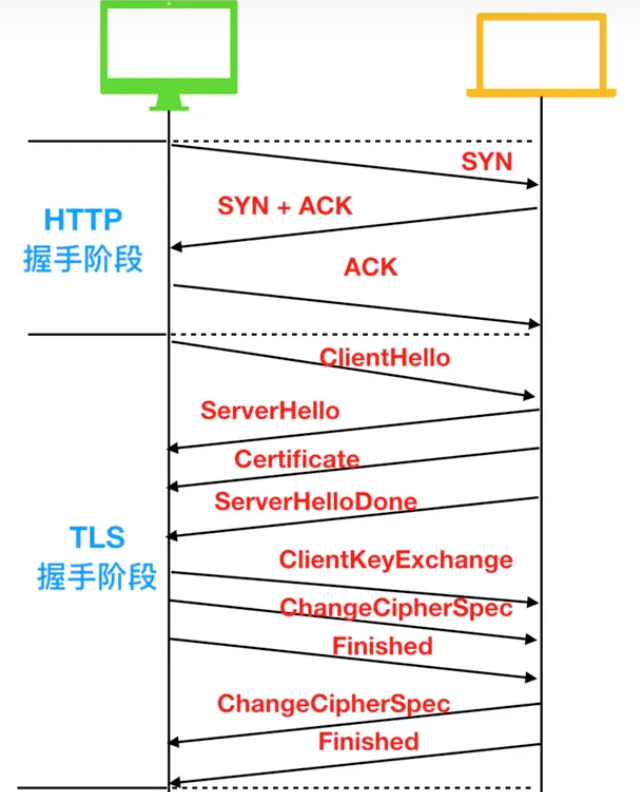 SYN
SYN + ACK
HTTP
握手阶段
ACK
ClientHello
ServerHello
Certificate
ServerHelloDone
TLS
握手阶段
ClientKeyExchange
ChangeCipherSpec
Finished
ChangeCipherSpec
Finished